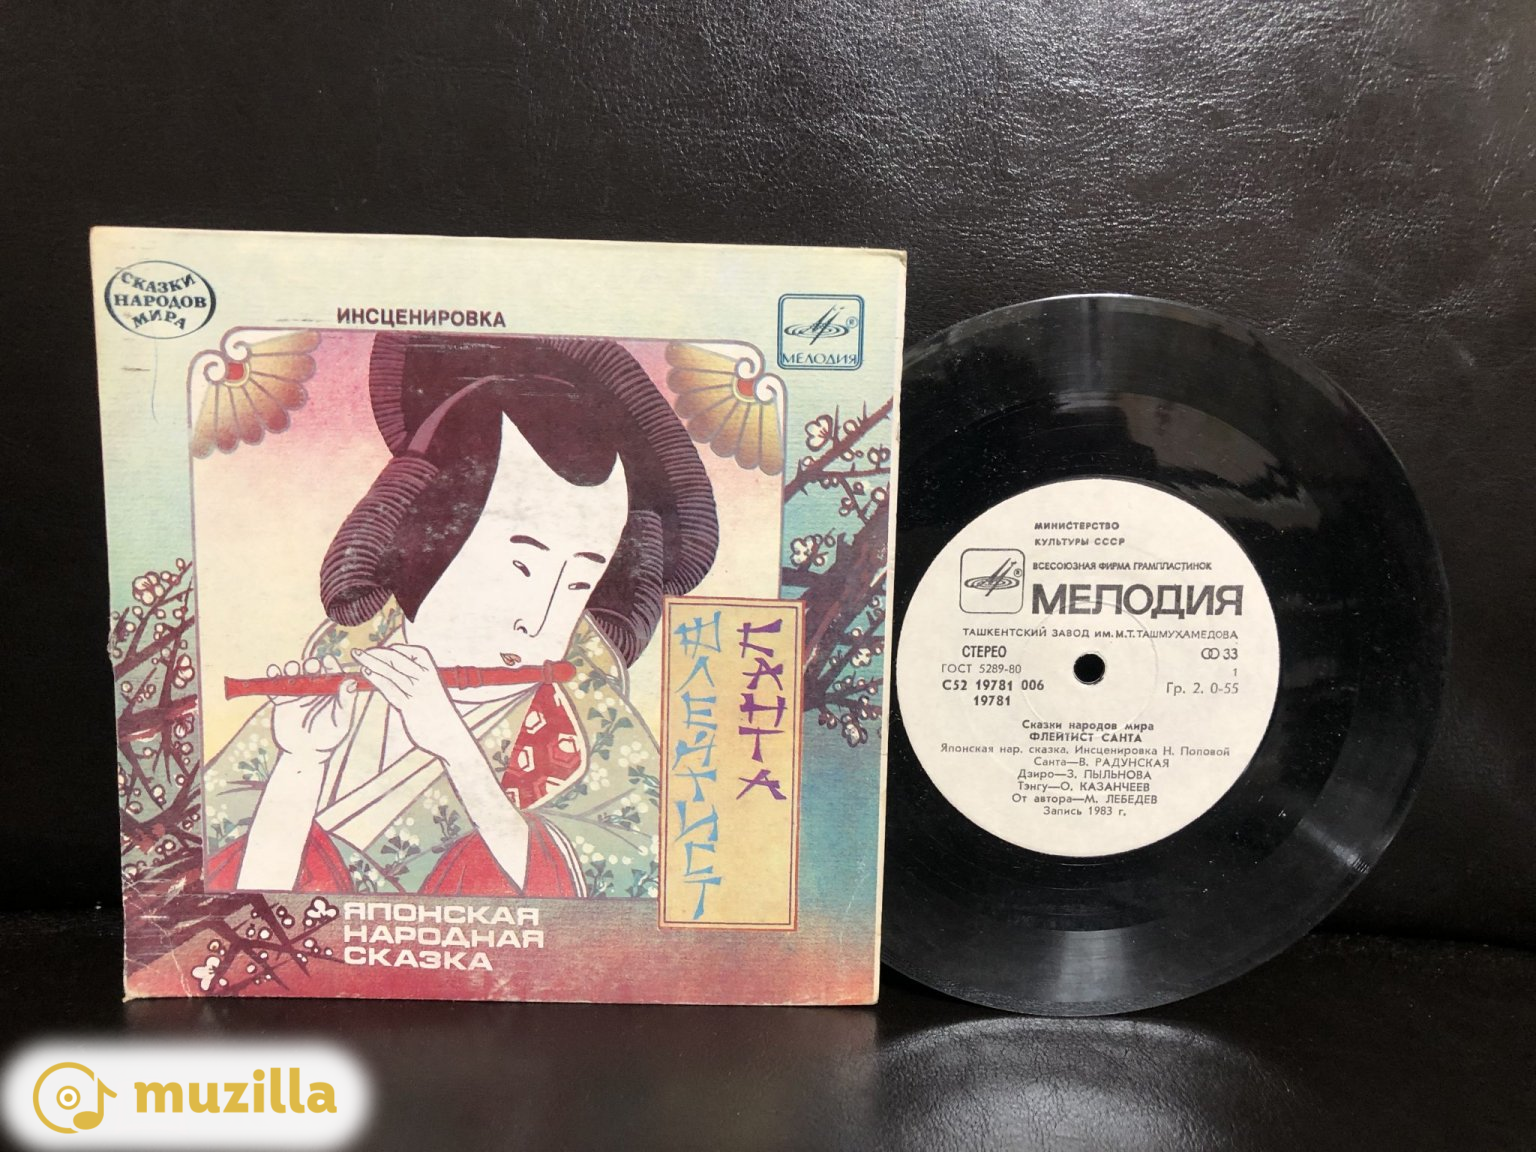 СКАЗКИ
НАРОДОВ
МИРА
ИНСЦЕНИРОВКА
МЕЛОДИЯ
ФЛЕЙТИСТ
САНТА
ЯПОНСКАЯ
НАРОДНАЯ
СКАЗКА
МИНИСТЕРСТВО
КУЛЬТУРЫ СССР
ВСЕСОЮЗНАЯ ФИРМА ГРАМПЛАСТИНОК
МЕЛОДИЯ
ТАШКЕНТСКИЙ ЗАВОД ИМ. М.Т. ТАШМУХАМЕДОВА
СТЕРЕО 33
ГОСТ 5289-80 1
С52 19781 006 Гр. 2. 0-55
19781
Сказки народов мира
ФЛЕЙТИСТ САНТА
Японская нар. сказка. Инсценировка Н. Поповой
Санта—В. РАДУНСКАЯ
Дзиро—З. ПЫЛЬНОВА
Тэнгу—О. КАЗАНЧЕЕВ
От автора—М. ЛЕБЕДЕВ
Запись 1983 г.
muzilla